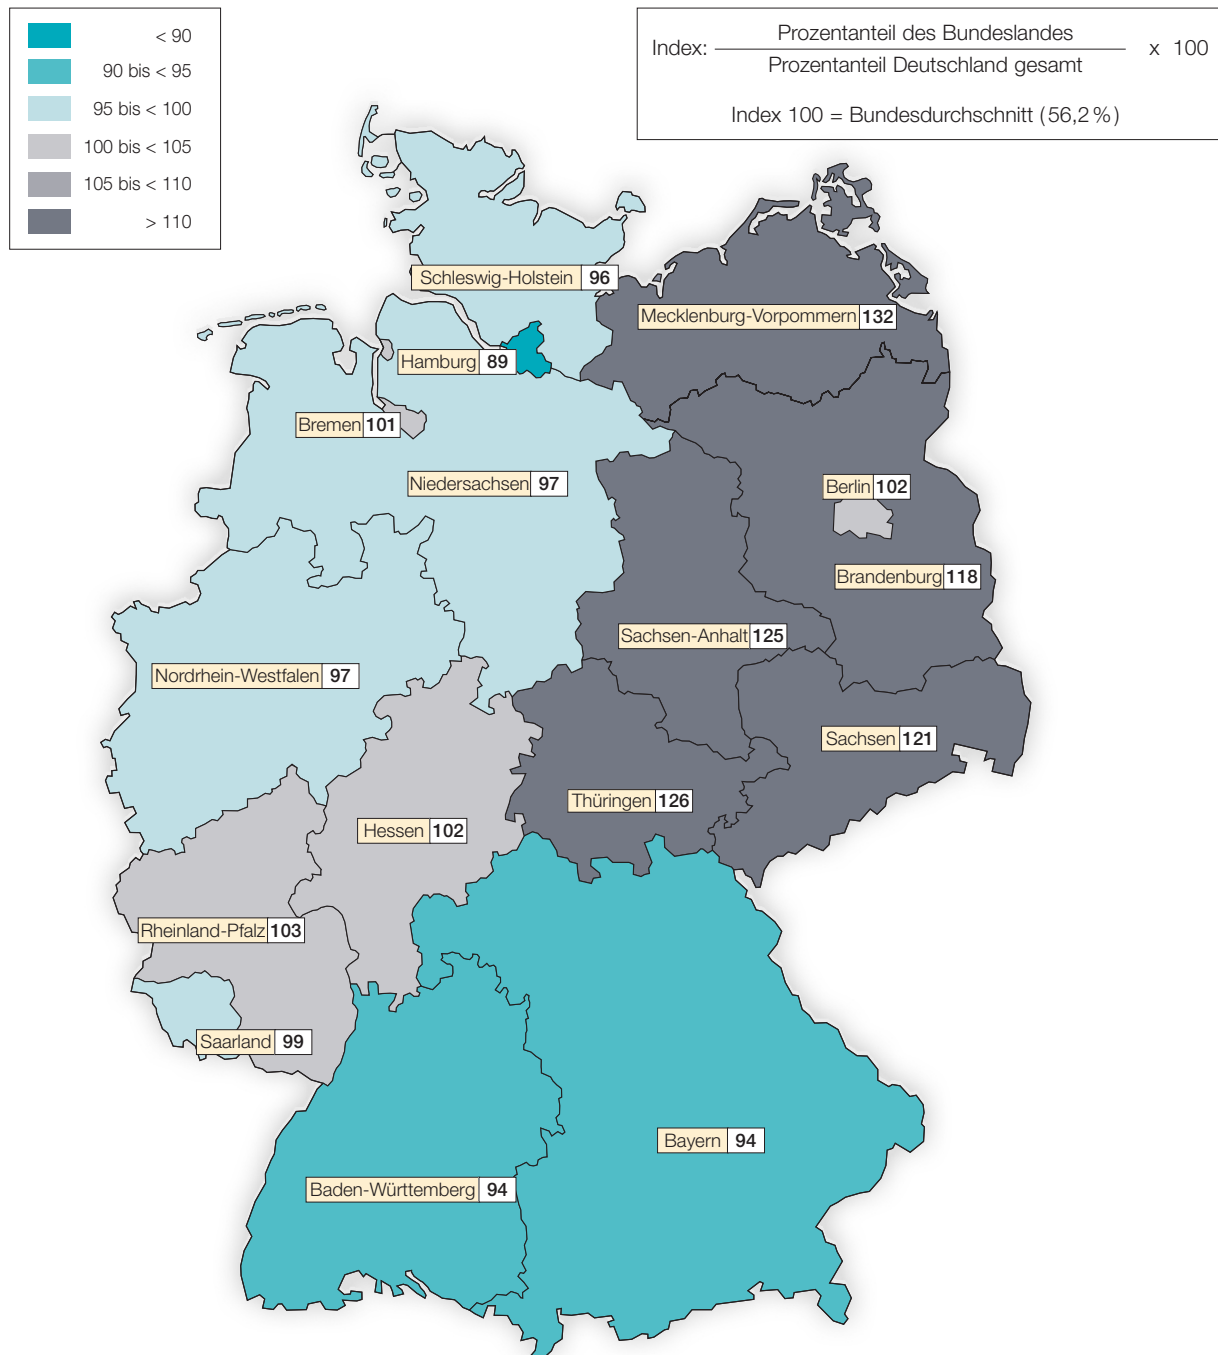 < 90
90 bis < 95
95 bis < 100
100 bis < 105
105 bis < 110
> 110
Index: Prozentanteil des Bundeslandes x 100
Prozentanteil Deutschland gesamt
Index 100 = Bundesdurchschnitt (56,2 %)
Schleswig-Holstein 96
Mecklenburg-Vorpommern 132
Hamburg 89
Bremen 101
Niedersachsen 97
Berlin 102
Brandenburg 118
Sachsen-Anhalt 125
Nordrhein-Westfalen 97
Sachsen 121
Thüringen 126
Hessen 102
Rheinland-Pfalz 103
Saarland 99
Bayern 94
Baden-Württemberg 94